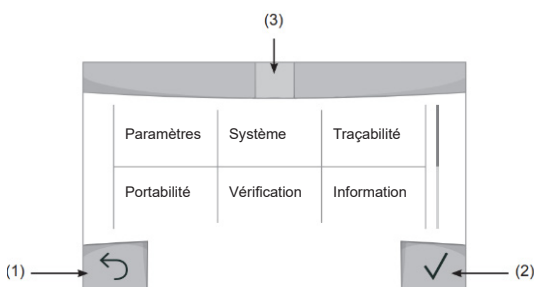 (3)
Paramètres Système Traçabilité
Portabilité Vérification Information
(1) (2)